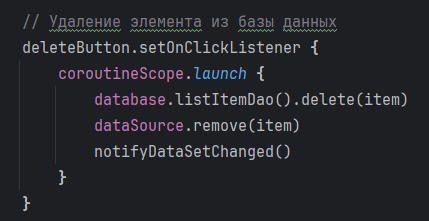 // Удаление элемента из базы данных
deleteButton.setOnClickListener {
coroutineScope.launch {
database.listItemDao().delete(item)
dataSource.remove(item)
notifyDataSetChanged()
}
}